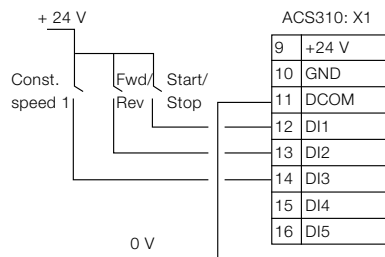 + 24 V
ACS310: X1
9 +24 V
10 GND
11 DCOM
12 DI1
13 DI2
14 DI3
15 DI4
16 DI5
Const. speed 1
Fwd/ Rev
Start/ Stop
0 V